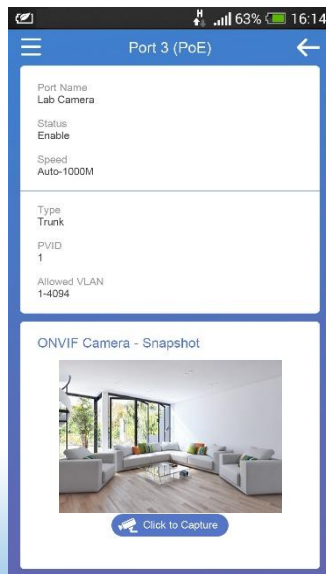 H 63% 16:14
Port 3 (PoE)
Port Name
Lab Camera
Status
Enable
Speed
Auto-1000M
Type
Trunk
PVID
1
Allowed VLAN
1-4094
ONVIF Camera - Snapshot
Click to Capture